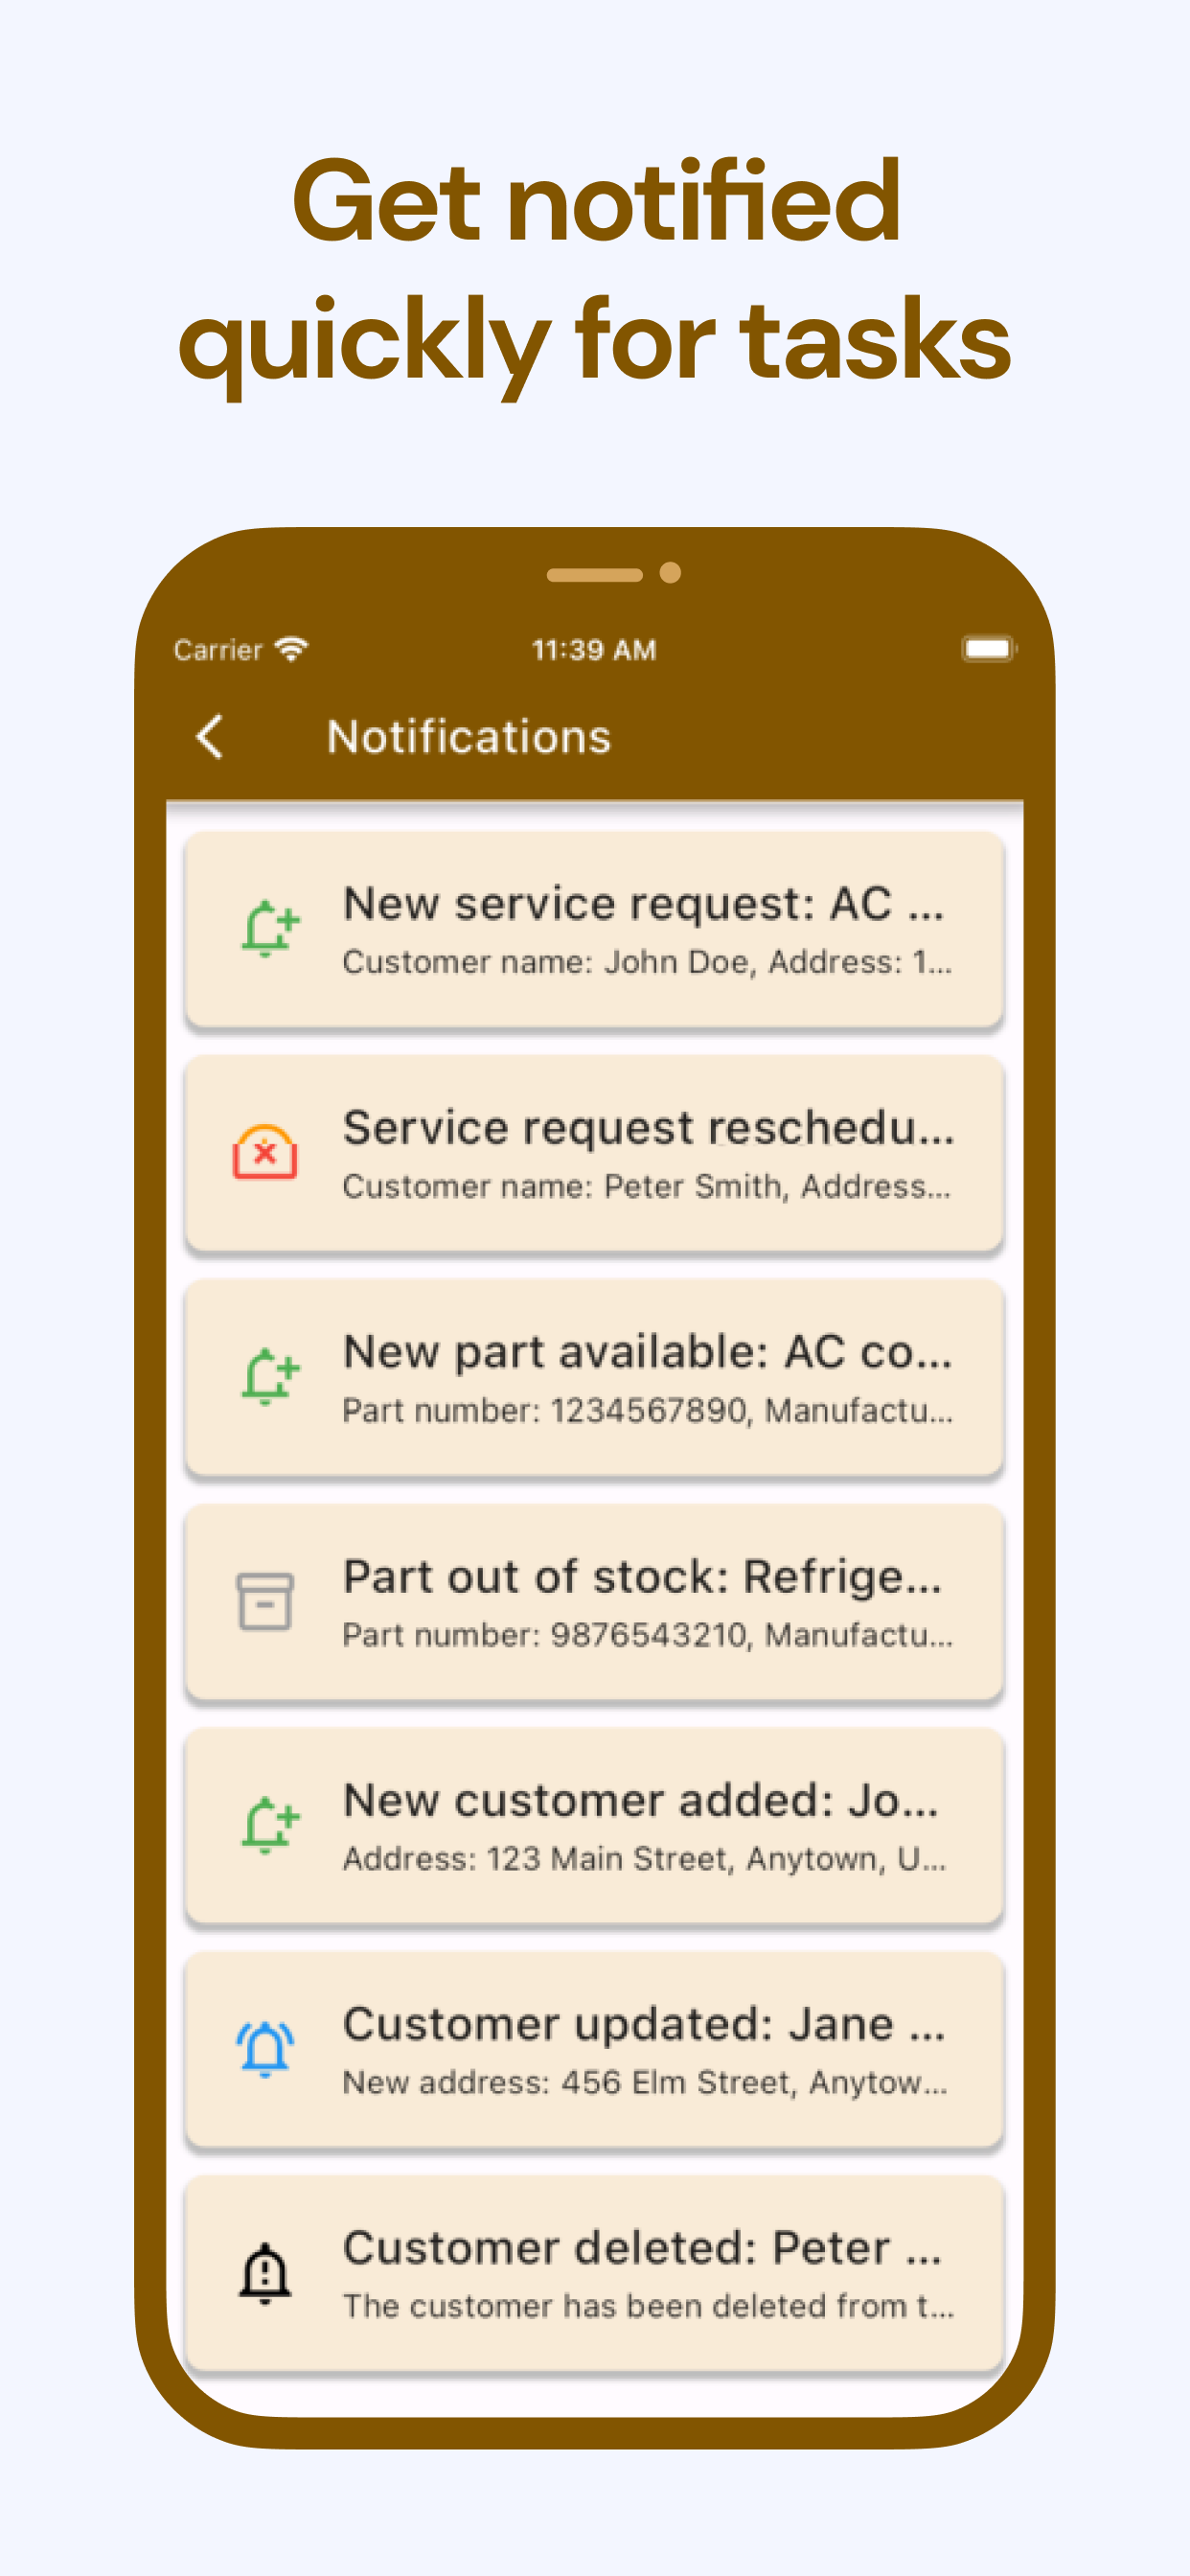 Get notified
quickly for tasks
Carrier 11:39 AM
Notifications
New service request: AC ...
Customer name: John Doe, Address: 1...
Service request reschedu...
Customer name: Peter Smith, Address...
New part available: AC co...
Part number: 1234567890, Manufactu...
Part out of stock: Refrige...
Part number: 9876543210, Manufactu...
New customer added: Jo...
Address: 123 Main Street, Anytown, U...
Customer updated: Jane ...
New address: 456 Elm Street, Anytow...
Customer deleted: Peter ...
The customer has been deleted from t...